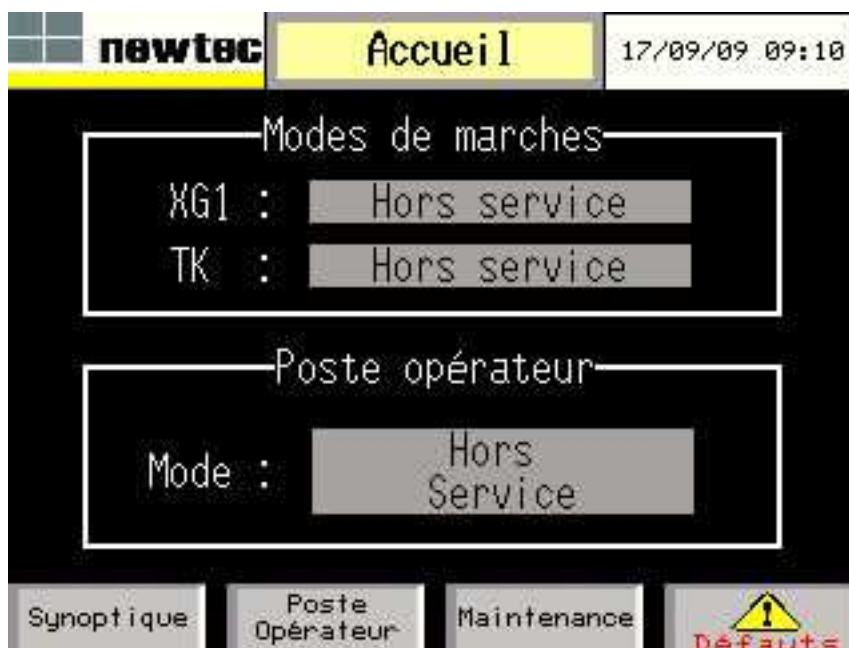 newtec
Accueil
17/09/09 09:10
Modes de marches
XG1 : Hors service
TK : Hors service
Poste opérateur
Mode : Hors
Service
Synoptique
Poste
Opérateur
Maintenance
Défauts